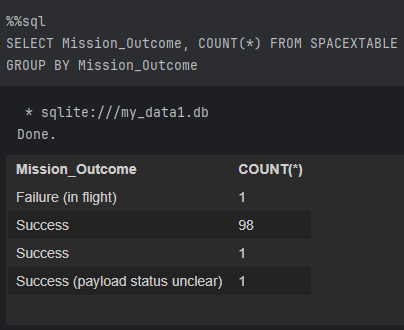 %%sql
SELECT Mission_Outcome, COUNT(*) FROM SPACEXTABLE
GROUP BY Mission_Outcome
* sqlite:///my_data1.db
Done.
Mission_Outcome COUNT(*)
Failure (in flight) 1
Success 98
Success 1
Success (payload status unclear) 1